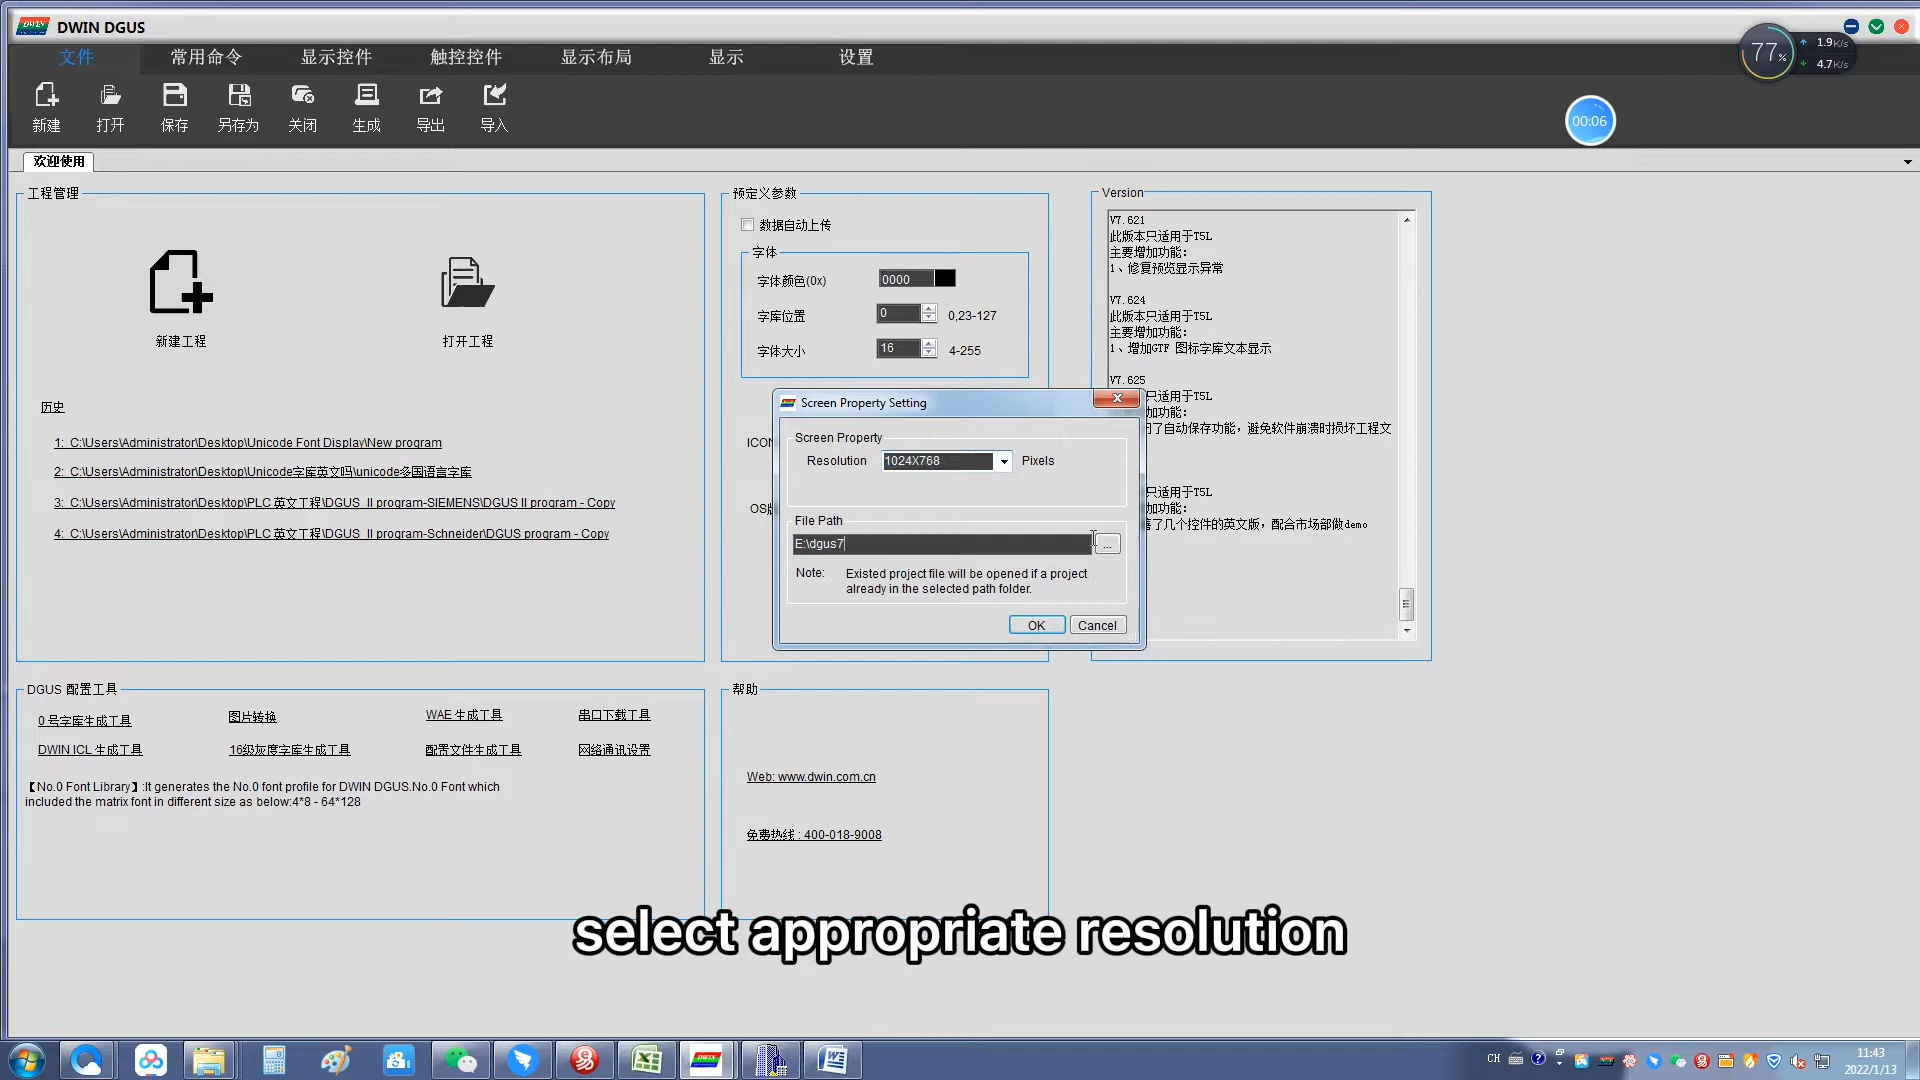 DWIN DGUS
文件 常用命令 显示控件 触控控件 显示布局 显示 设置
77%
1.9K/s
4.7K/s
新建 打开 保存 另存为 关闭 生成 导出 导入
00:06
欢迎使用
工程管理
新建工程 打开工程
历史
1: C:\Users\Administrator\Desktop\Unicode Font Display\New program
2: C:\Users\Administrator\Desktop\Unicode字库英文吗\unicode多国语言字库
3: C:\Users\Administrator\Desktop\PLC 英文工程\DGUS II program-SIEMENS\DGUS II program - Copy
4: C:\Users\Administrator\Desktop\PLC 英文工程\DGUS II program-Schneider\DGUS program - Copy
预定义参数
数据自动上传
字体
字体颜色(0x) 0000
字库位置 0 0,23-127
字体大小 16 4-255
ICON
OS版
Version
V7.621
此版本只适用于T5L
主要增加功能:
1、修复预览显示异常
V7.624
此版本只适用于T5L
主要增加功能:
1、增加GTF 图标字库文本显示
V7.625
只适用于T5L
加功能:
闭了自动保存功能，避免软件崩溃时损坏工程文
只适用于T5L
加功能:
了几个控件的英文版，配合市场部做demo
Screen Property Setting
Screen Property
Resolution 1024X768 Pixels
File Path
E:\dgus7
...
Note: Existed project file will be opened if a project
already in the selected path folder.
OK Cancel
DGUS 配置工具
0 号字库生成工具 图片转换 WAE 生成工具 串口下载工具
DWIN ICL 生成工具 16级灰度字库生成工具 配置文件生成工具 网络通讯设置
【No.0 Font Library】:It generates the No.0 font profile for DWIN DGUS.No.0 Font which
included the matrix font in different size as below:4*8 - 64*128
帮助
Web: www.dwin.com.cn
免费热线 : 400-018-9008
select appropriate resolution
CH
11:43
2022/1/13